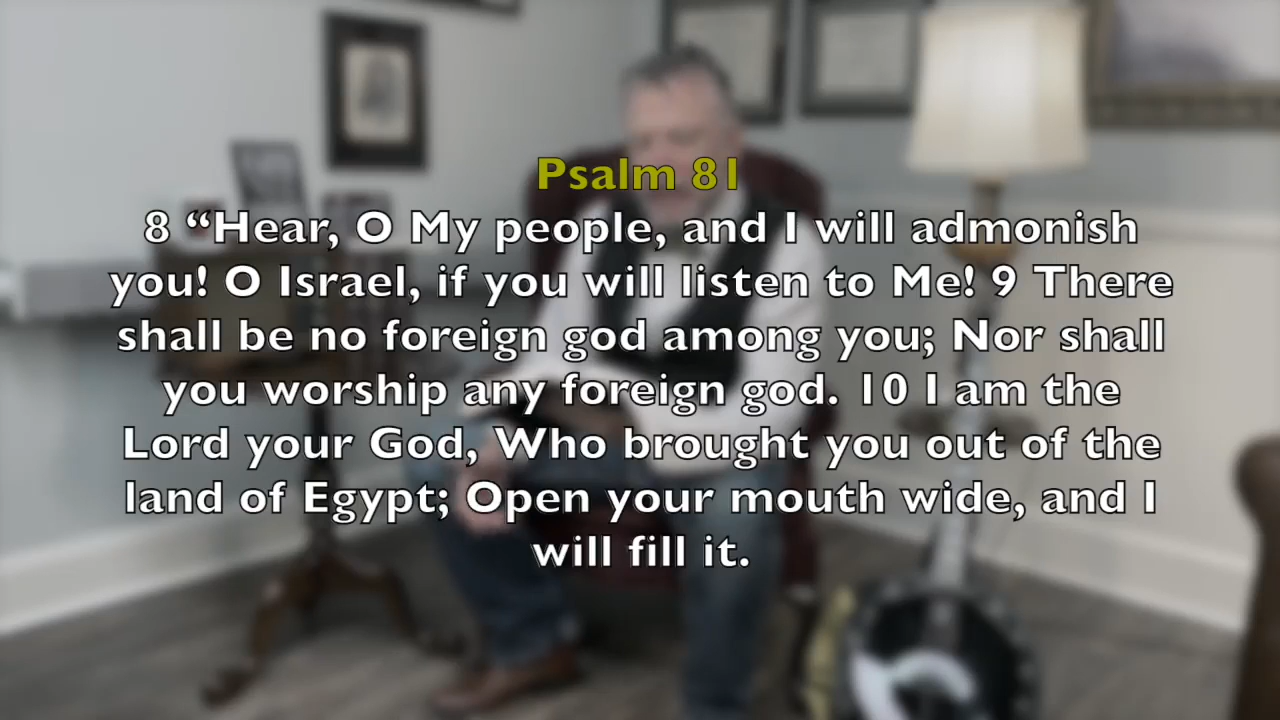 Psalm 81
8 “Hear, O My people, and I will admonish
you! O Israel, if you will listen to Me! 9 There
shall be no foreign god among you; Nor shall
you worship any foreign god. 10 I am the
Lord your God, Who brought you out of the
land of Egypt; Open your mouth wide, and I
will fill it.